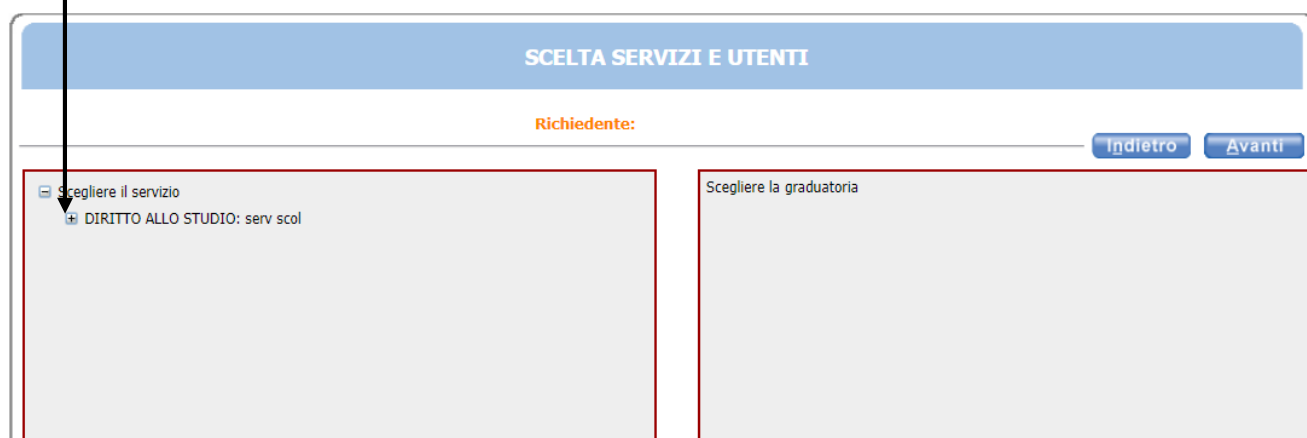 SCELTA SERVIZI E UTENTI
Richiedente:
Indietro Avanti
Scegliere il servizio
DIRITTO ALLO STUDIO: serv scol
Scegliere la graduatoria